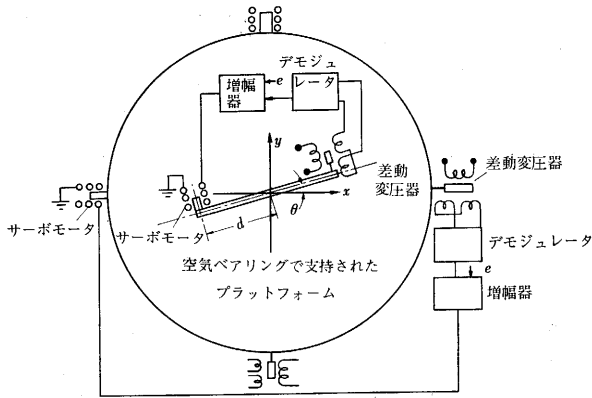 デモジュ
レータ
増幅
器
e
y
差動
変圧器
x
θ
d
サーボモータ
サーボモータ
空気ベアリングで支持された
プラットフォーム
差動変圧器
デモジュレータ
e
増幅器